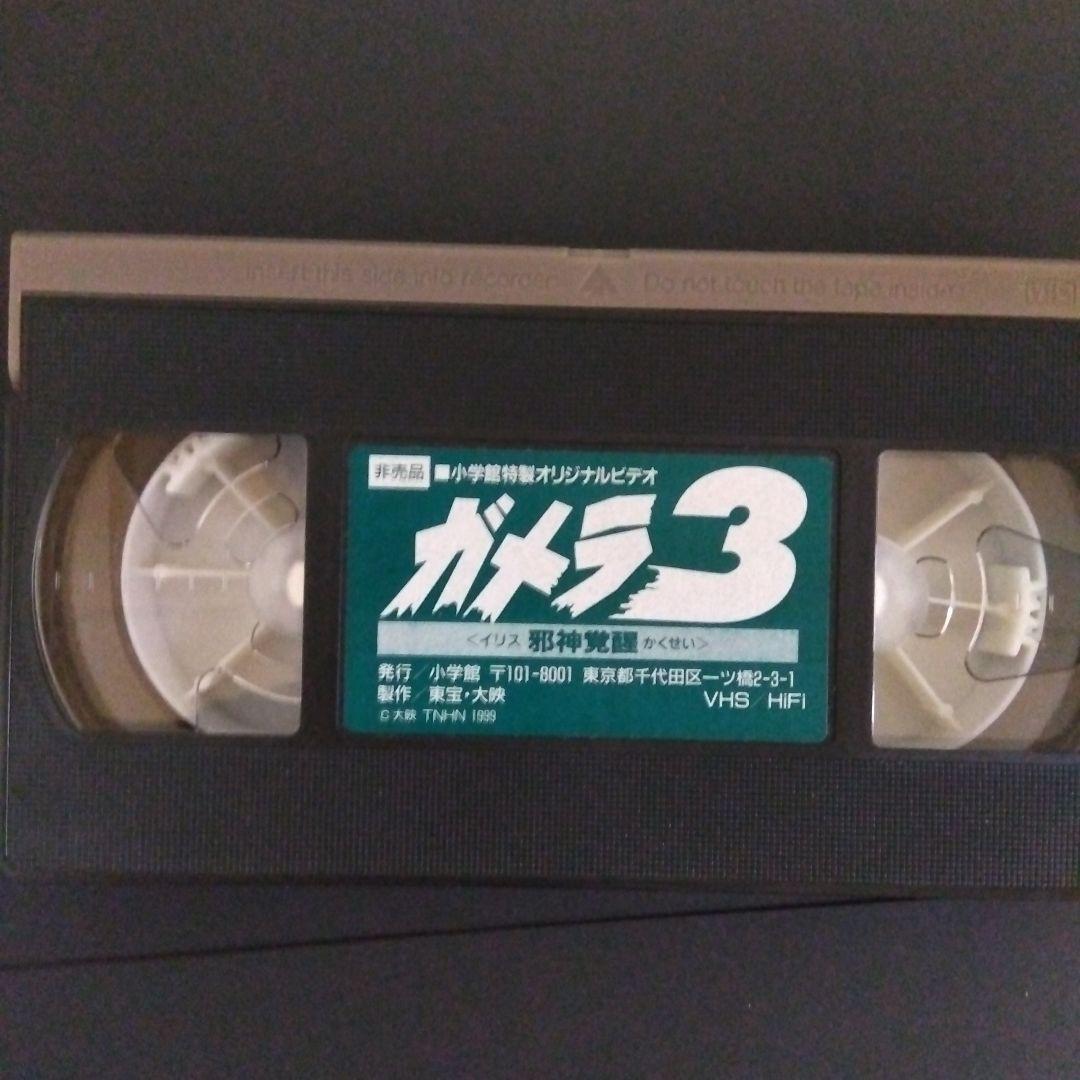 Insert this side into recorder ▲ Do not touch the tape inside VHS
非売品 ■小学館特製オリジナルビデオ
ガメラ3
<イリス 邪神覚醒 かくせい>
発行/小学館 〒101-8001 東京都千代田区一ツ橋2-3-1
製作/東宝・大映 VHS/HiFi
© 大映 TNHN 1999